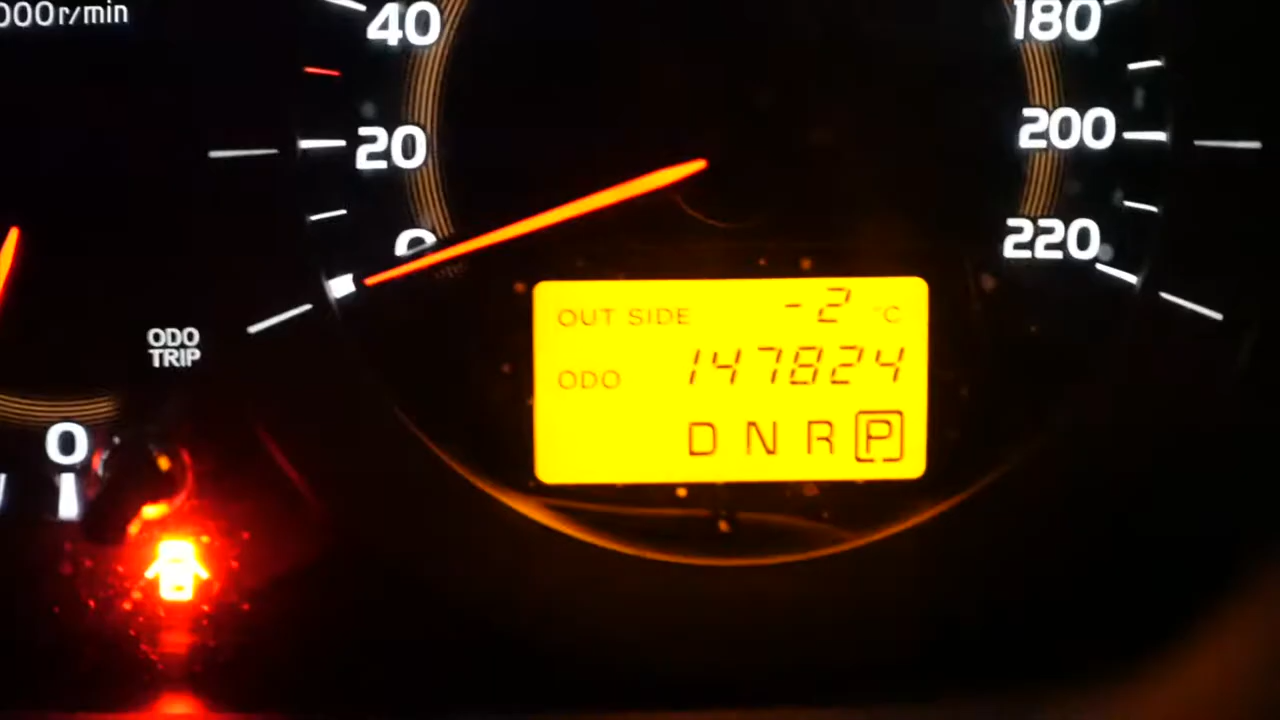 000r/min
40
20
0
180
200
220
ODO
TRIP
0
OUT SIDE -2 °C
ODO 147824
D N R P